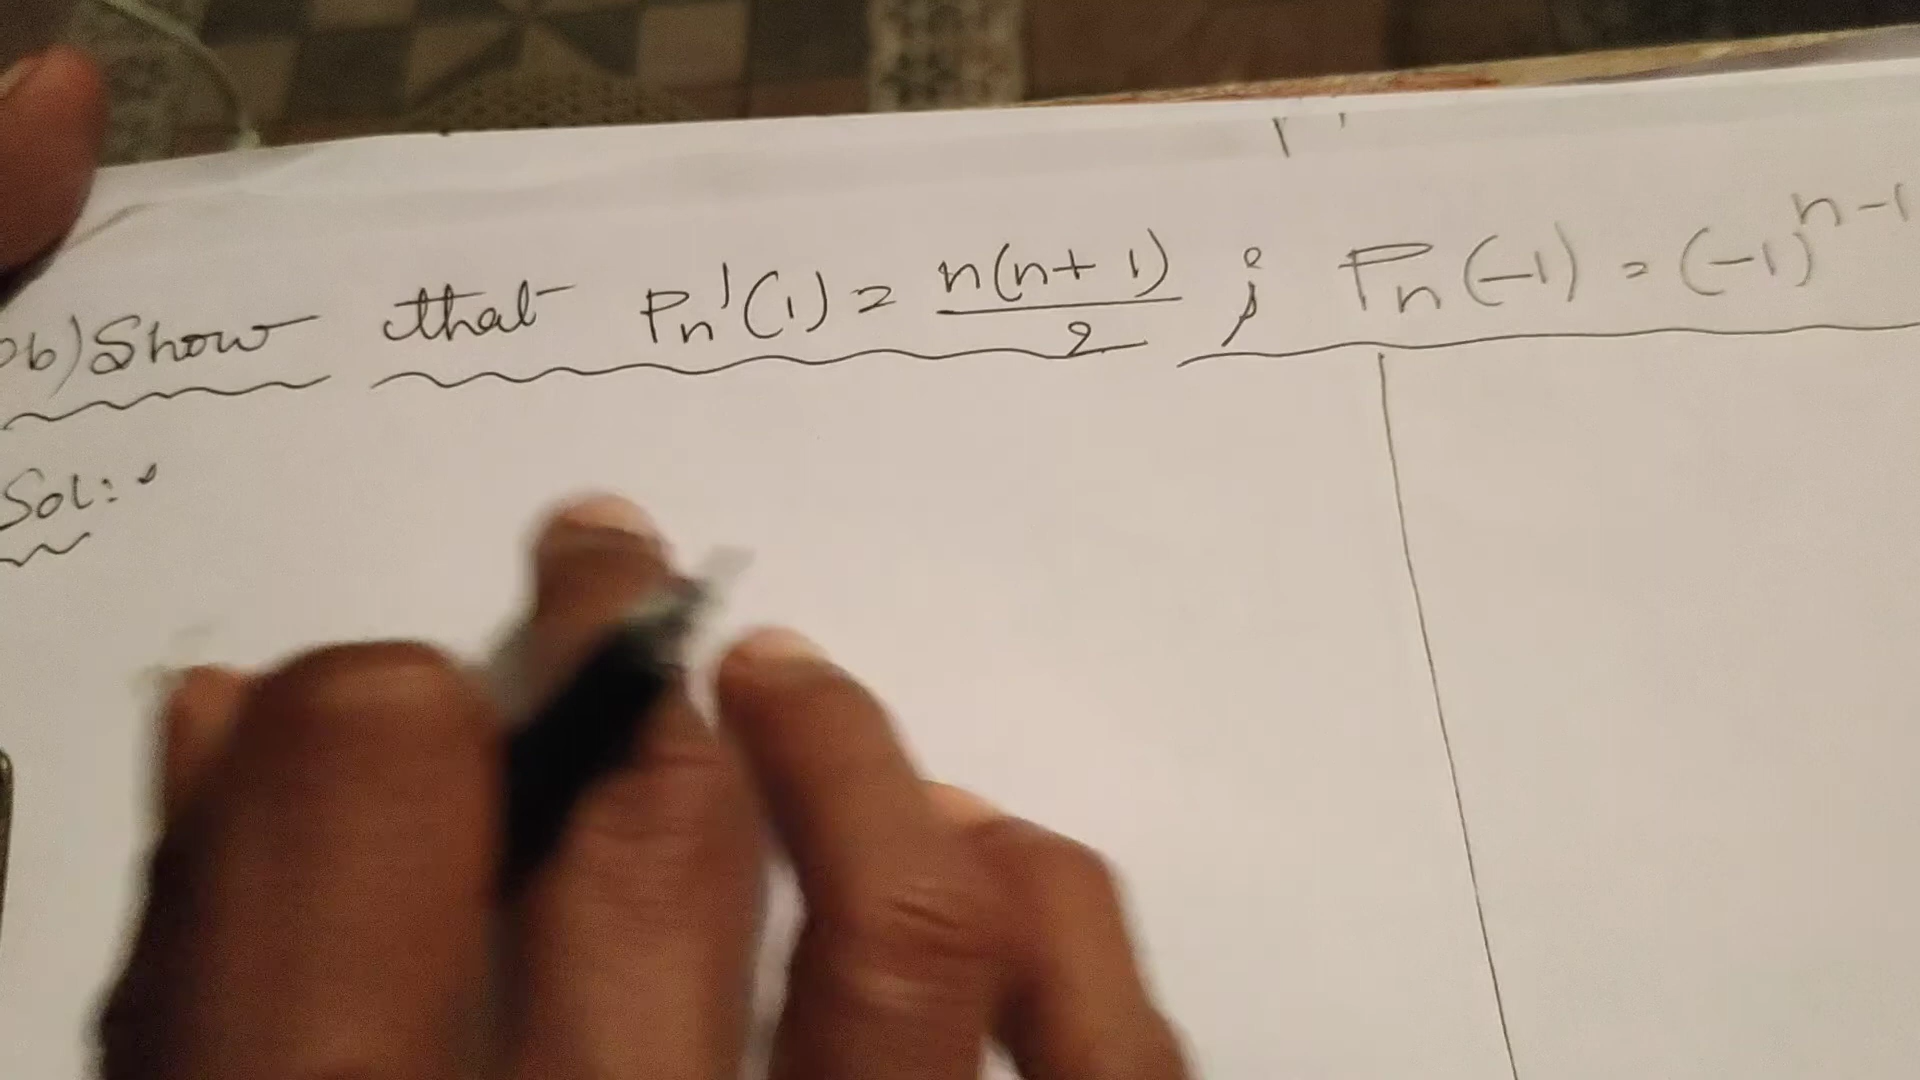 b) Show that Pn'(1) = n(n+1)/2 ; Pn(-1) = (-1)^n-1
Sol: